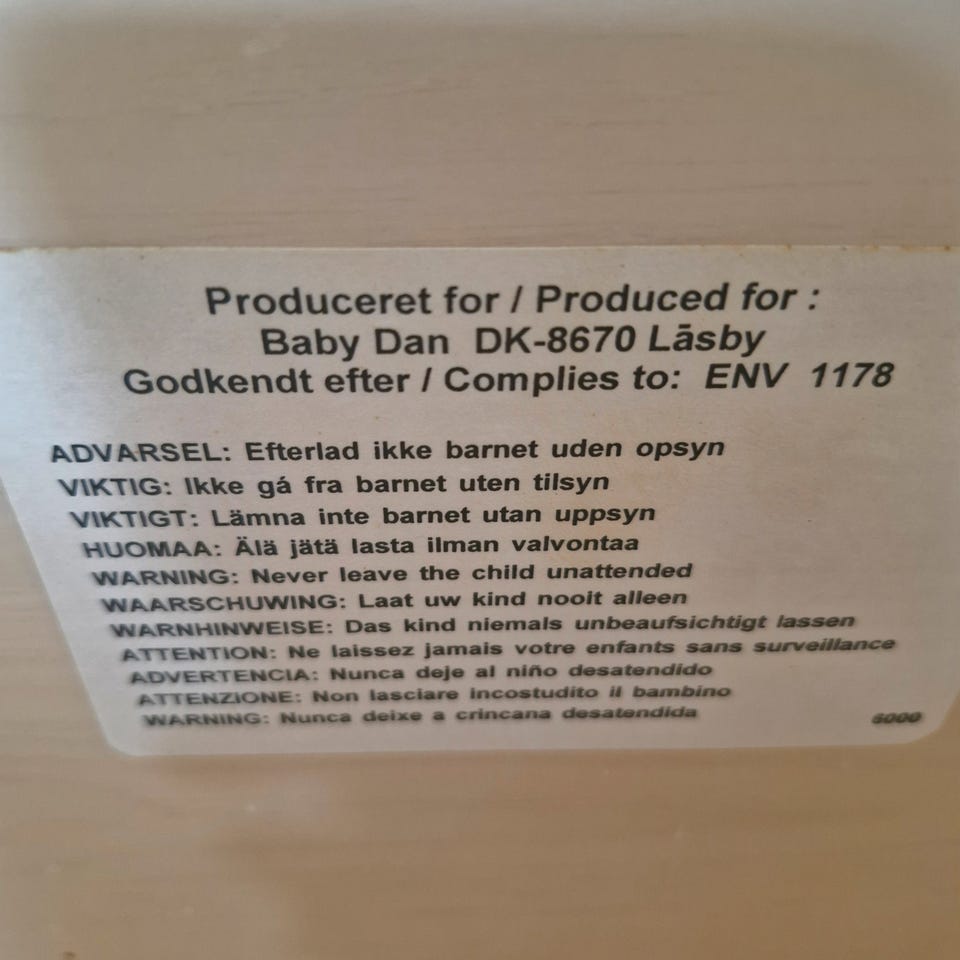 Produceret for / Produced for :
Baby Dan DK-8670 Lāsby
Godkendt efter / Complies to: ENV 1178
ADVARSEL: Efterlad ikke barnet uden opsyn
VIKTIG: Ikke gá fra barnet uten tilsyn
VIKTIGT: Lämna inte barnet utan uppsyn
HUOMAA: Älä jätä lasta ilman valvontaa
WARNING: Never leave the child unattended
WAARSCHUWING: Laat uw kind nooit alleen
WARNHINWEISE: Das kind niemals unbeaufsichtigt lassen
ATTENTION: Ne laissez jamais votre enfants sans surveillance
ADVERTENCIA: Nunca deje al niño desatendido
ATTENZIONE: Non lasciare incostudito il bambino
WARNING: Nunca deixe a crincana desatendida
6000